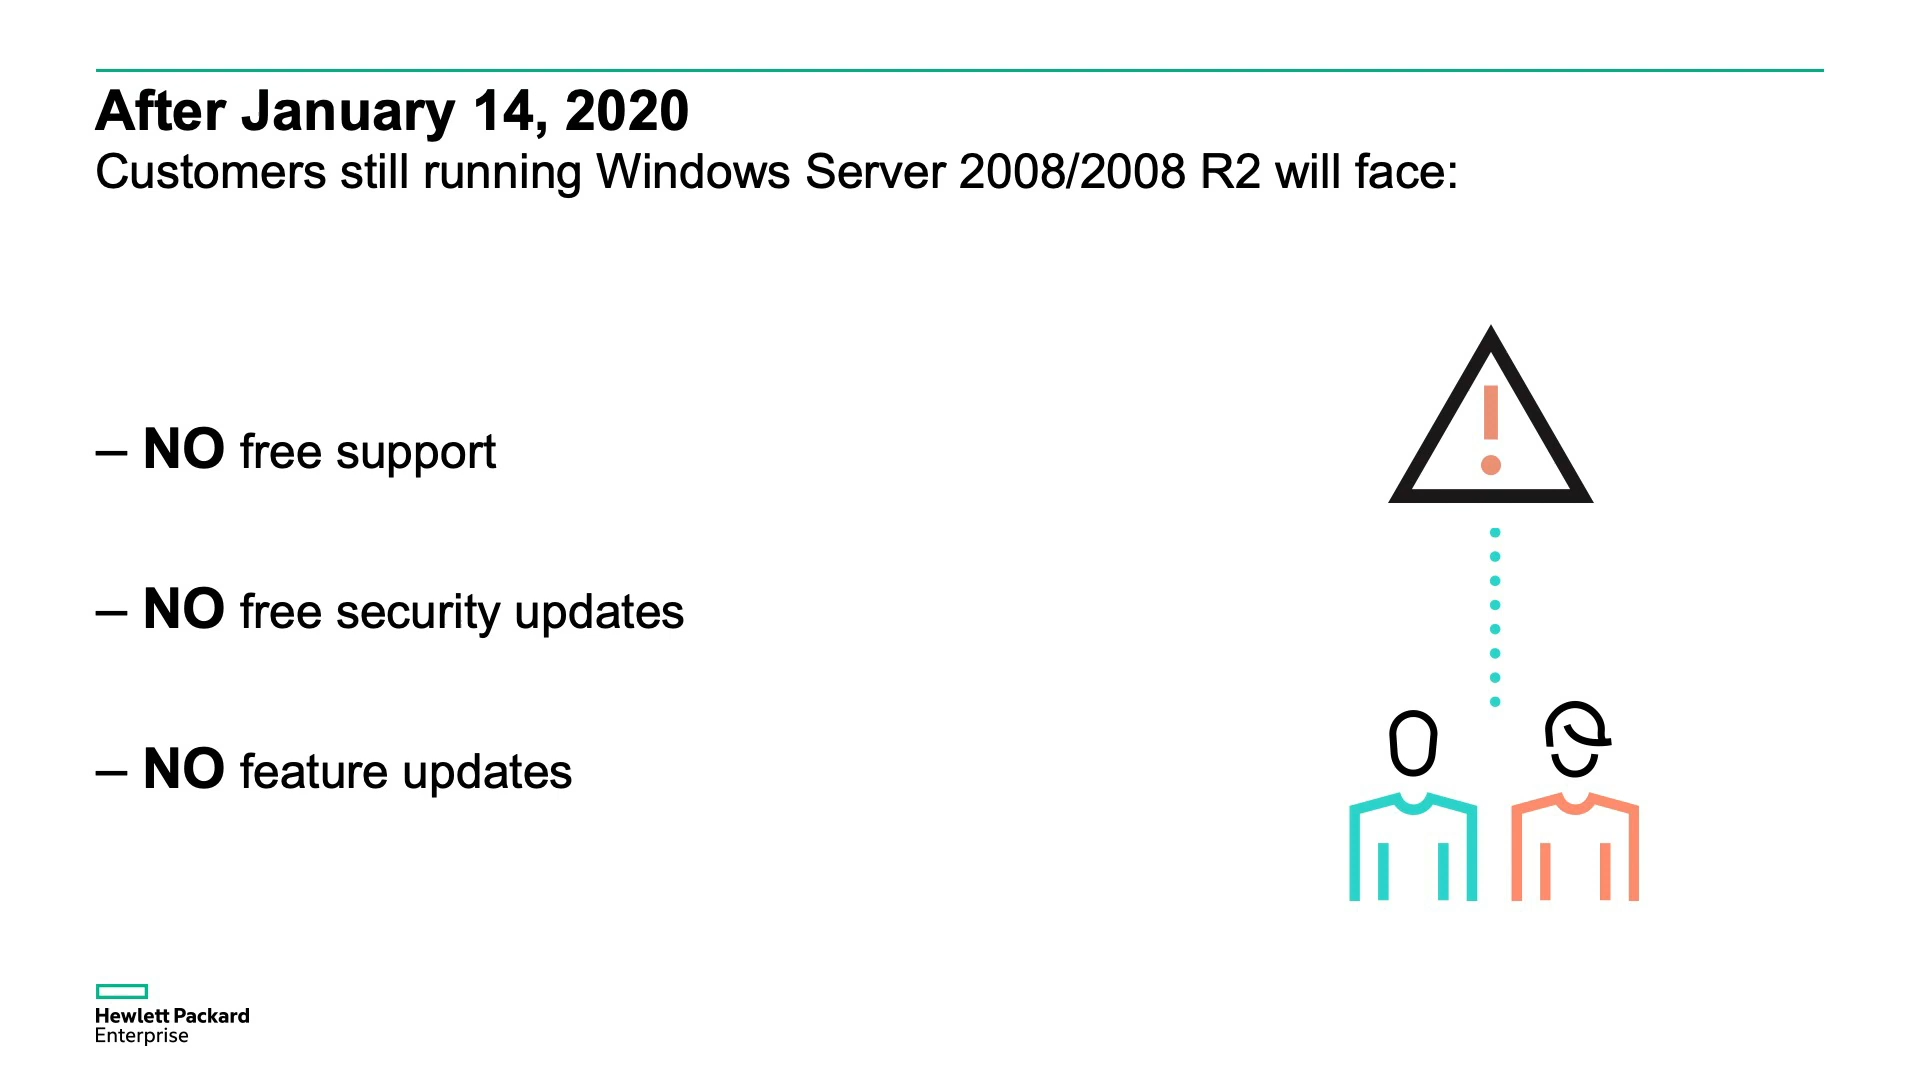 After January 14, 2020
Customers still running Windows Server 2008/2008 R2 will face:
– NO free support
– NO free security updates
– NO feature updates
Hewlett Packard
Enterprise